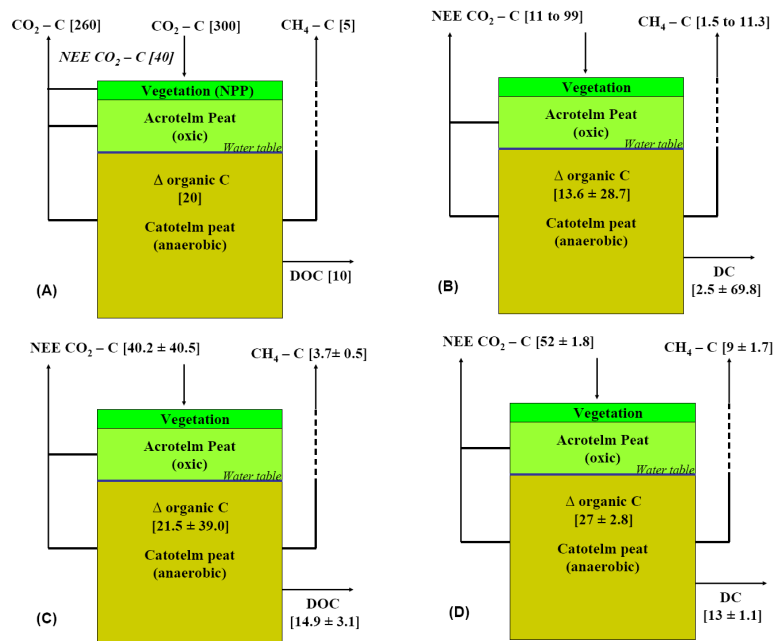 CO₂ – C [260]
CO₂ – C [300]
CH₄ – C [5]
NEE CO₂ – C [40]
Vegetation (NPP)
Acrotelm Peat
(oxic)
Water table
Δ organic C
[20]
Catotelm peat
(anaerobic)
DOC [10]
(A)
NEE CO₂ – C [11 to 99]
CH₄ – C [1.5 to 11.3]
Vegetation
Acrotelm Peat
(oxic)
Water table
Δ organic C
[13.6 ± 28.7]
Catotelm peat
(anaerobic)
DC
[2.5 ± 69.8]
(B)
NEE CO₂ – C [40.2 ± 40.5]
CH₄ – C [3.7± 0.5]
Vegetation
Acrotelm Peat
(oxic)
Water table
Δ organic C
[21.5 ± 39.0]
Catotelm peat
(anaerobic)
DOC
[14.9 ± 3.1]
(C)
NEE CO₂ – C [52 ± 1.8]
CH₄ – C [9 ± 1.7]
Vegetation
Acrotelm Peat
(oxic)
Water table
Δ organic C
[27 ± 2.8]
Catotelm peat
(anaerobic)
DC
[13 ± 1.1]
(D)